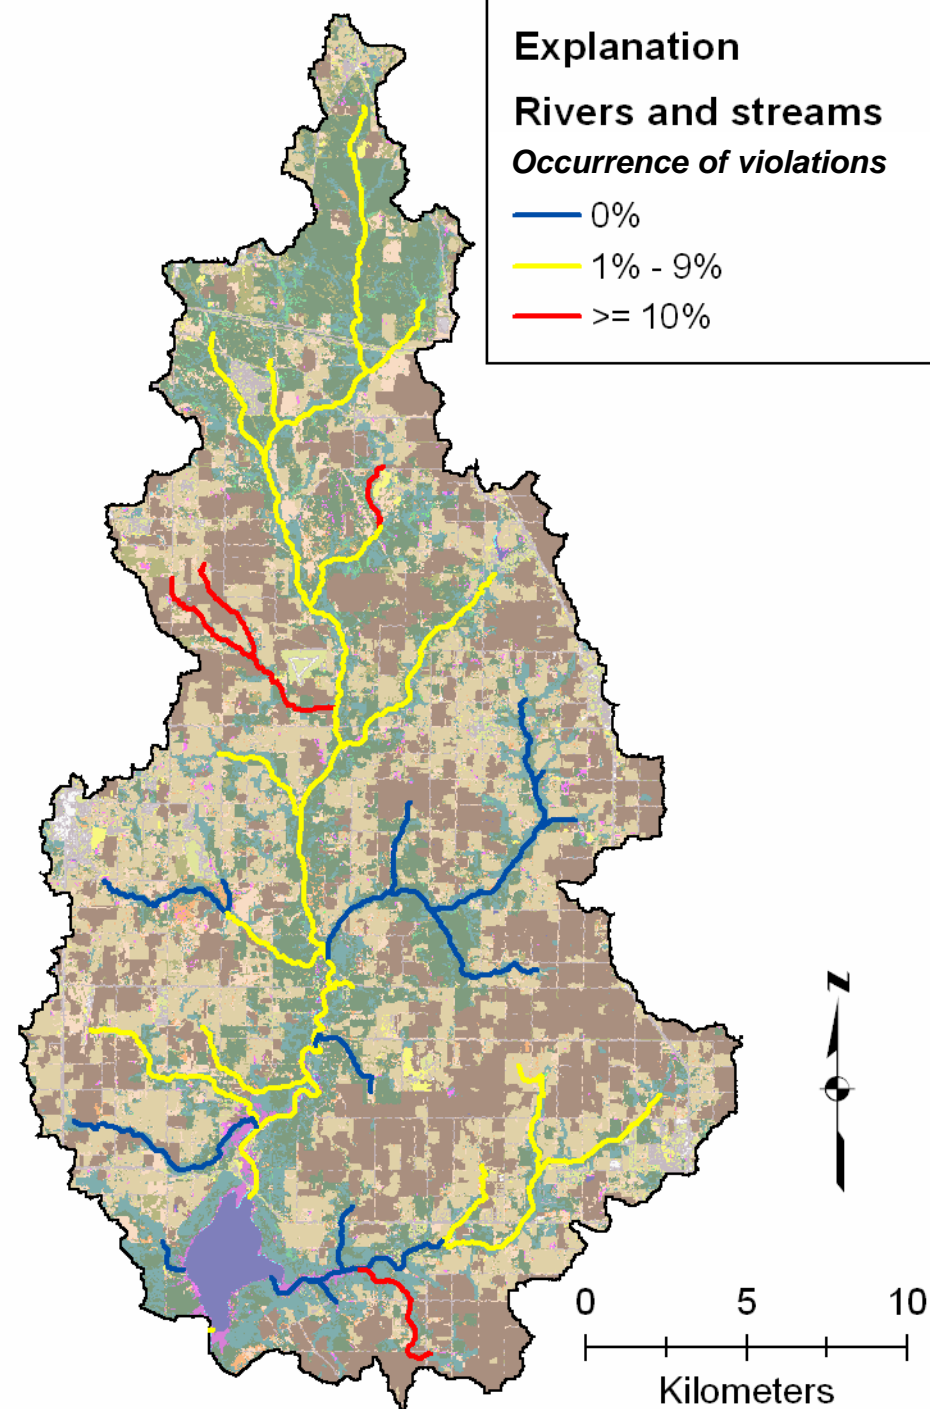 Explanation
Rivers and streams
Occurrence of violations
0%
1% - 9%
>= 10%
N
0 5 10
Kilometers